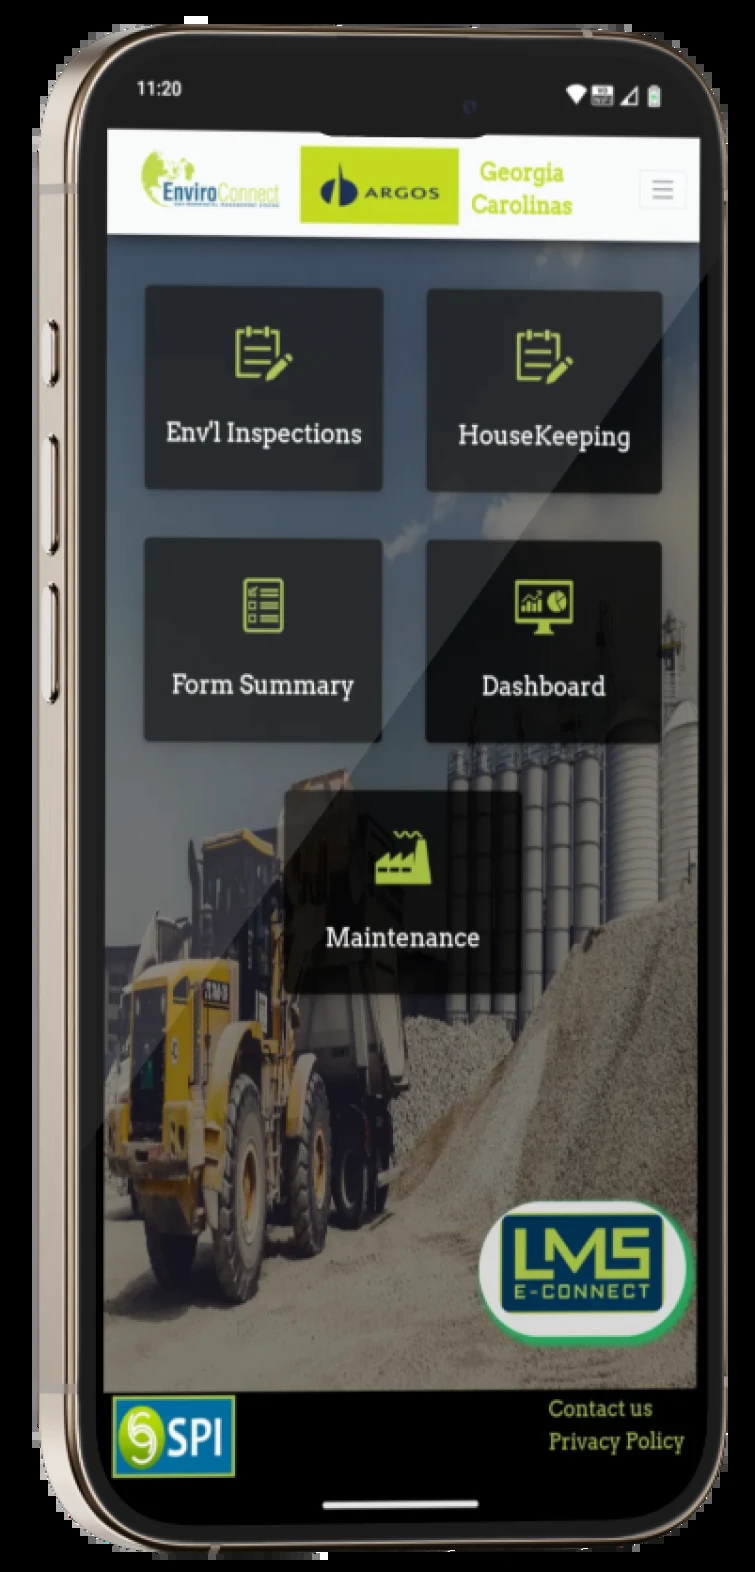 11:20
EnviroConnect
ARGOS
Georgia
Carolinas
Env'l Inspections
HouseKeeping
Form Summary
Dashboard
Maintenance
LMS
E-CONNECT
SPI
Contact us
Privacy Policy